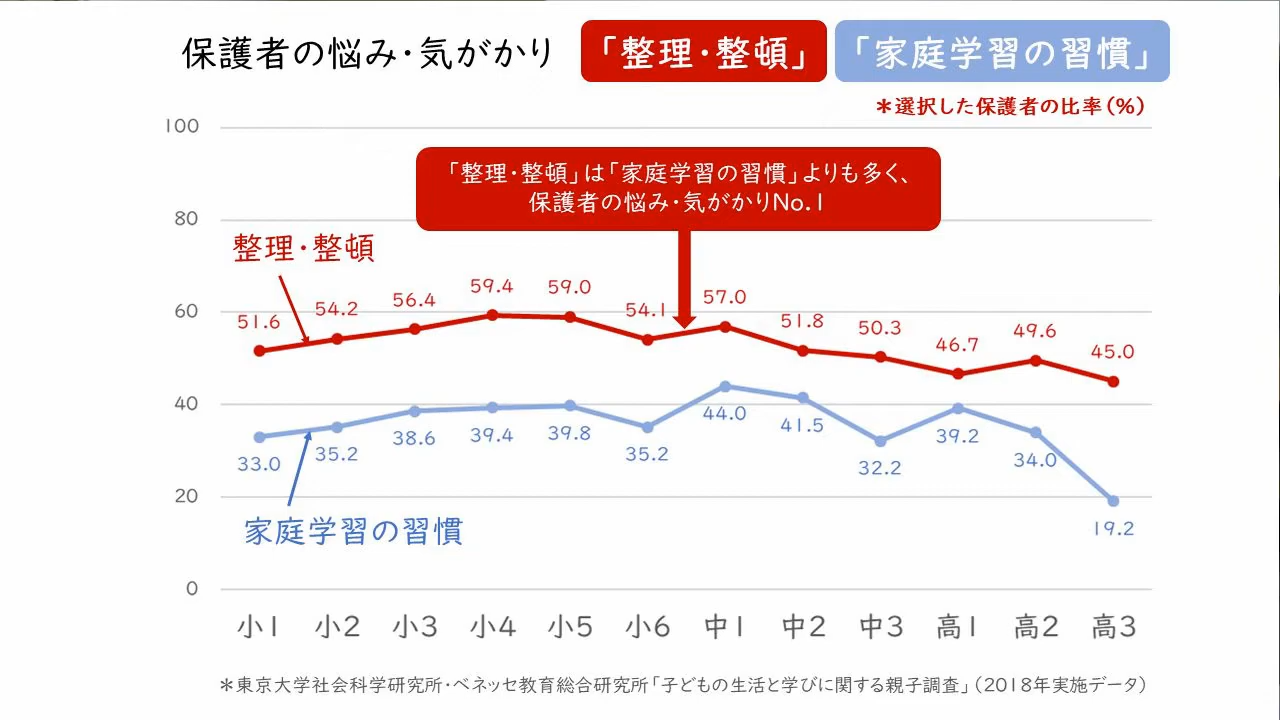 保護者の悩み・気がかり 「整理・整頓」 「家庭学習の習慣」
＊選択した保護者の比率（％）
100
「整理・整頓」は「家庭学習の習慣」よりも多く、
保護者の悩み・気がかりNo.1
80
整理・整頓
60
51.6 54.2 56.4 59.4 59.0 54.1 57.0 51.8 50.3 46.7 49.6 45.0
40
33.0 35.2 38.6 39.4 39.8 35.2 44.0 41.5 32.2 39.2 34.0 19.2
20
家庭学習の習慣
0
小1 小2 小3 小4 小5 小6 中1 中2 中3 高1 高2 高3
＊東京大学社会科学研究所・ベネッセ教育総合研究所「子どもの生活と学びに関する親子調査」（2018年実施データ）